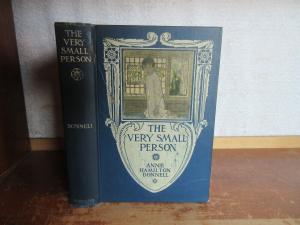 THE
VERY
SMALL
PERSON
DONNELL
THE
VERY SMALL
PERSON
ANNIE
HAMILTON
DONNELL